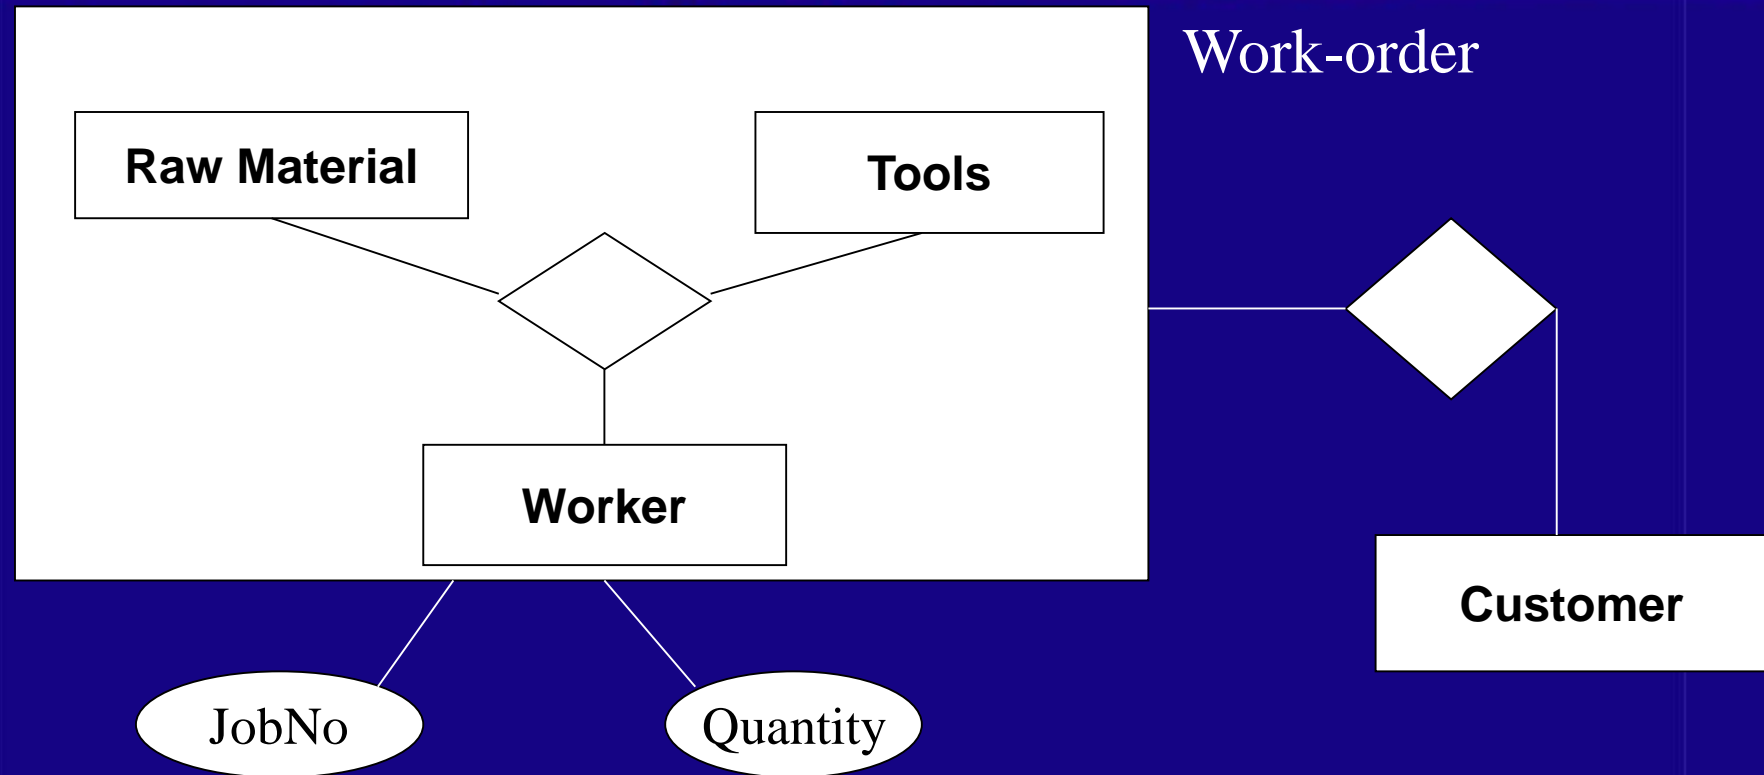 Work-order
Raw Material
Tools
Worker
Customer
JobNo
Quantity